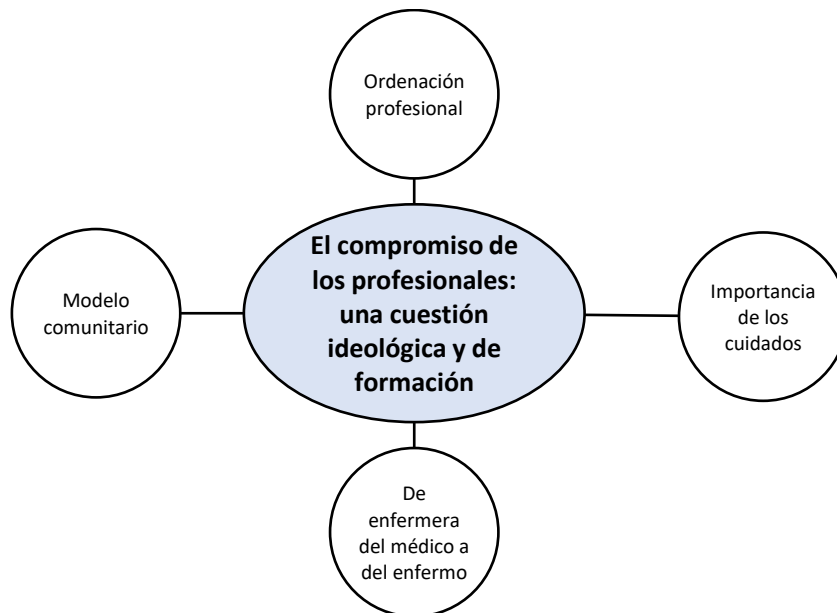 Ordenación
profesional
El compromiso de
los profesionales:
una cuestión
ideológica y de
formación
Modelo
comunitario
Importancia
de los
cuidados
De
enfermera
del médico a
del enfermo